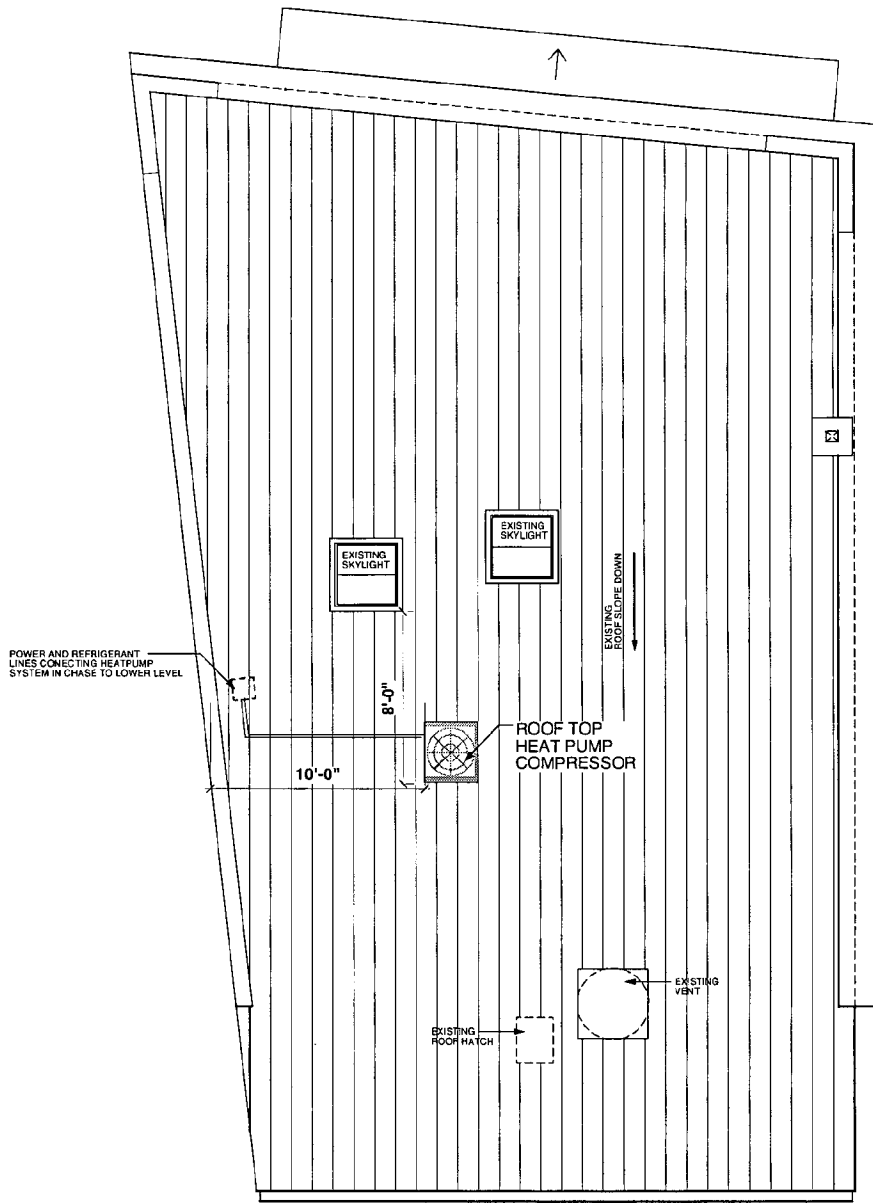 EXISTING
SKYLIGHT
EXISTING
SKYLIGHT
EXISTING
ROOF SLOPE DOWN
POWER AND REFRIGERANT
LINES CONECTING HEATPUMP
SYSTEM IN CHASE TO LOWER LEVEL
8'-0"
ROOF TOP
HEAT PUMP
COMPRESSOR
10'-0"
EXISTING
VENT
EXISTING
ROOF HATCH